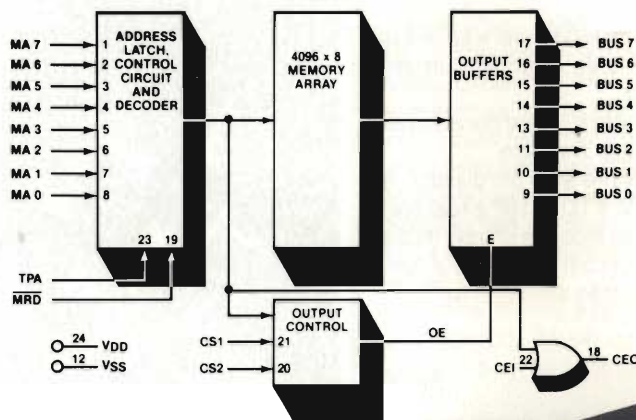 MA 7 1
MA 6 2
MA 5 3
MA 4 4
MA 3 5
MA 2 6
MA 1 7
MA 0 8
ADDRESS
LATCH,
CONTROL
CIRCUIT
AND
DECODER
23 19
TPA
MRD
4096 x 8
MEMORY
ARRAY
OUTPUT
BUFFERS
17 BUS 7
16 BUS 6
15 BUS 5
14 BUS 4
13 BUS 3
11 BUS 2
10 BUS 1
9 BUS 0
E
OUTPUT
CONTROL
CS1 21
CS2 20
OE
24 VDD
12 VSS
22
CEI
18 CEO